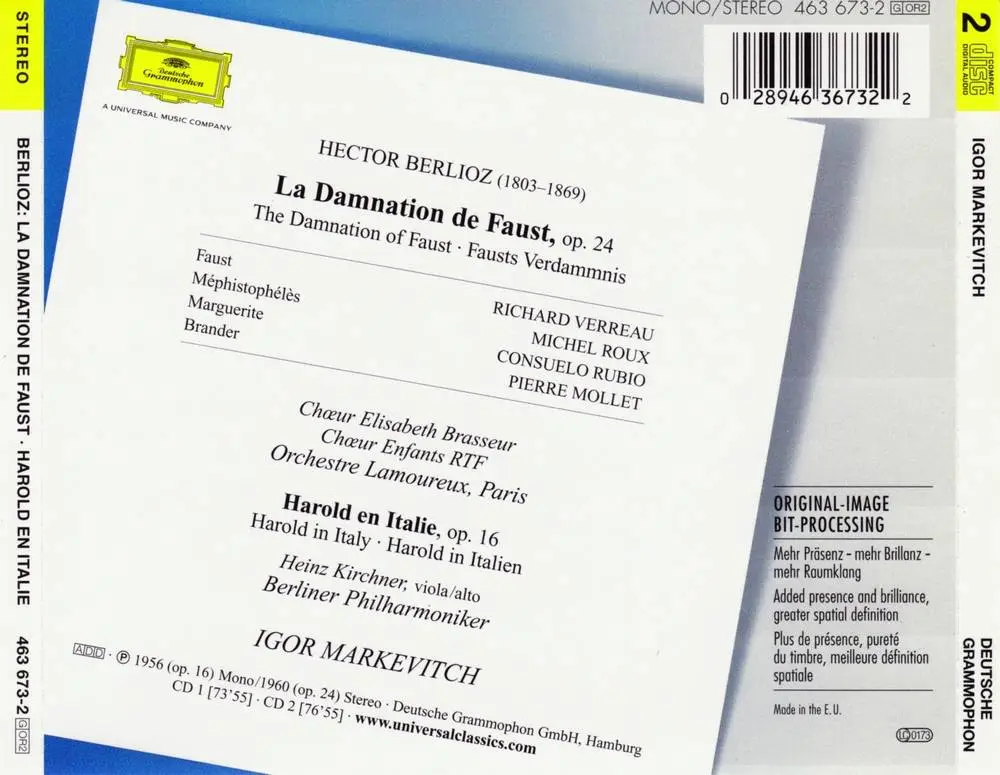 STEREO
BERLIOZ: LA DAMNATION DE FAUST · HAROLD EN ITALIE
463 673-2 GOR2
MONO/STEREO 463 673-2 GOR2
0 28946 36732 2
Deutsche
Grammophon
A UNIVERSAL MUSIC COMPANY
HECTOR BERLIOZ (1803–1869)
La Damnation de Faust, op. 24
The Damnation of Faust · Fausts Verdammnis
Faust RICHARD VERREAU
Méphistophélès MICHEL ROUX
Marguerite CONSUELO RUBIO
Brander PIERRE MOLLET
Chœur Elisabeth Brasseur
Chœur Enfants RTF
Orchestre Lamoureux, Paris
Harold en Italie, op. 16
Harold in Italy · Harold in Italien
Heinz Kirchner, viola/alto
Berliner Philharmoniker
IGOR MARKEVITCH
ADD · Ⓟ 1956 (op. 16) Mono/1960 (op. 24) Stereo · Deutsche Grammophon GmbH, Hamburg
CD 1 [73'55] · CD 2 [76'55] · www.universalclassics.com
ORIGINAL-IMAGE
BIT-PROCESSING
Mehr Präsenz – mehr Brillanz –
mehr Raumklang
Added presence and brilliance,
greater spatial definition
Plus de présence, pureté
du timbre, meilleure définition
spatiale
Made in the E. U.
LC 0173
2
COMPACT
disc
DIGITAL AUDIO
IGOR MARKEVITCH
DEUTSCHE
GRAMMOPHON